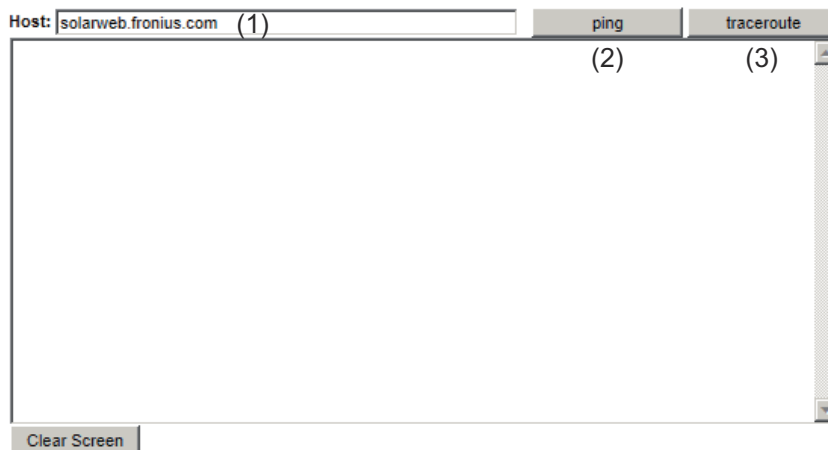 Host: solarweb.fronius.com (1) ping traceroute
(2) (3)
Clear Screen